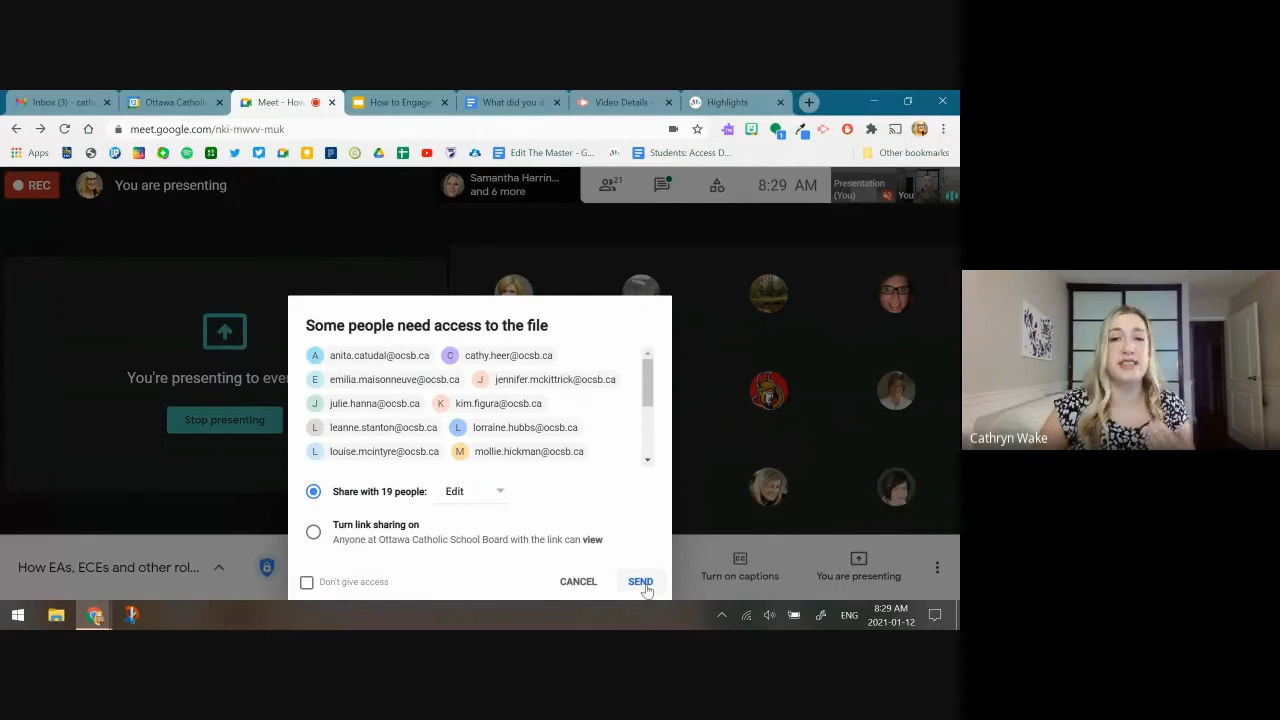 Inbox (3) - cath
Ottawa Catholic
Meet - How
How to Engage
What did you d
Video Details -
Highlights
meet.google.com/nki-mwvv-muk
Apps
Edit The Master - G...
Students: Access D...
Other bookmarks
REC
You are presenting
Samantha Harrin...
and 6 more
21
8:29 AM
Presentation
(You)
You
You're presenting to ever
Stop presenting
Some people need access to the file
A anita.catudal@ocsb.ca C cathy.heer@ocsb.ca
E emilia.maisonneuve@ocsb.ca J jennifer.mckittrick@ocsb.ca
J julie.hanna@ocsb.ca K kim.figura@ocsb.ca
L leanne.stanton@ocsb.ca L lorraine.hubbs@ocsb.ca
L louise.mcintyre@ocsb.ca M mollie.hickman@ocsb.ca
Share with 19 people: Edit
Turn link sharing on
Anyone at Ottawa Catholic School Board with the link can view
Don't give access
CANCEL
SEND
How EAs, ECEs and other rol...
CC
Turn on captions
You are presenting
Cathryn Wake
ENG
8:29 AM
2021-01-12